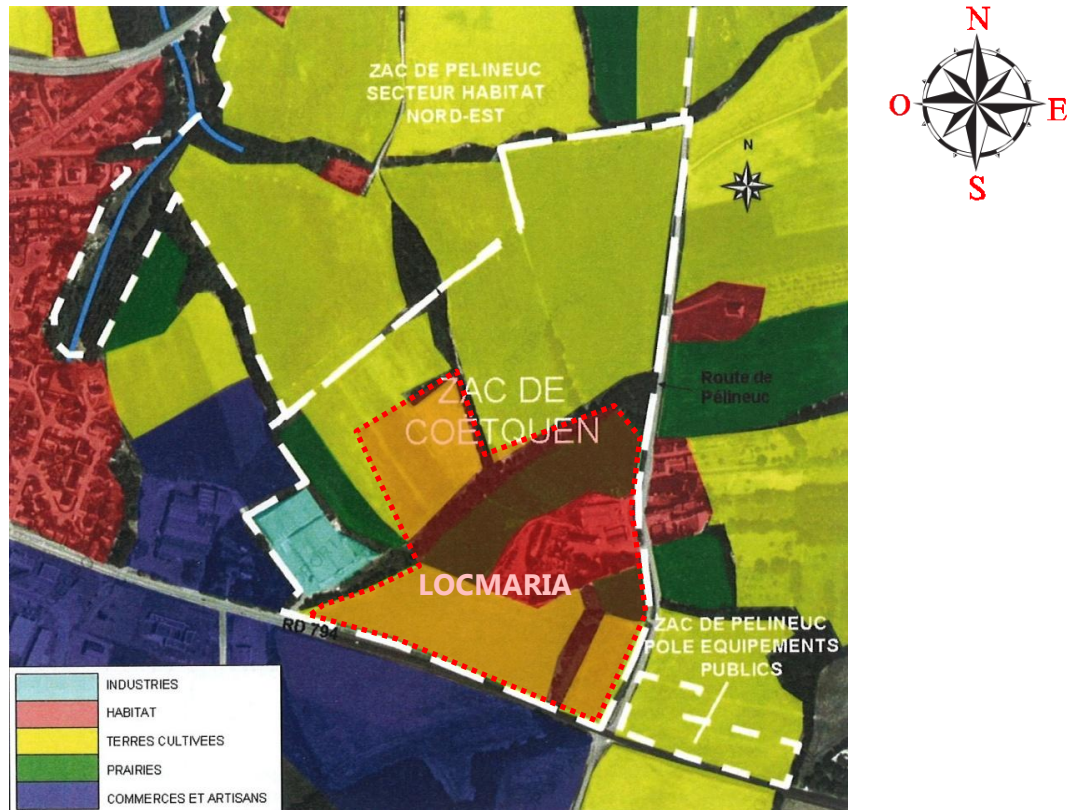 ZAC DE PELINEUC
SECTEUR HABITAT
NORD-EST
N
N
O
E
S
ZAC DE
COËTQUEN
Route de
Pélineuc
LOCMARIA
RD 794
ZAC DE PELINEUC
POLE EQUIPEMENTS
PUBLICS
INDUSTRIES
HABITAT
TERRES CULTIVEES
PRAIRIES
COMMERCES ET ARTISANS